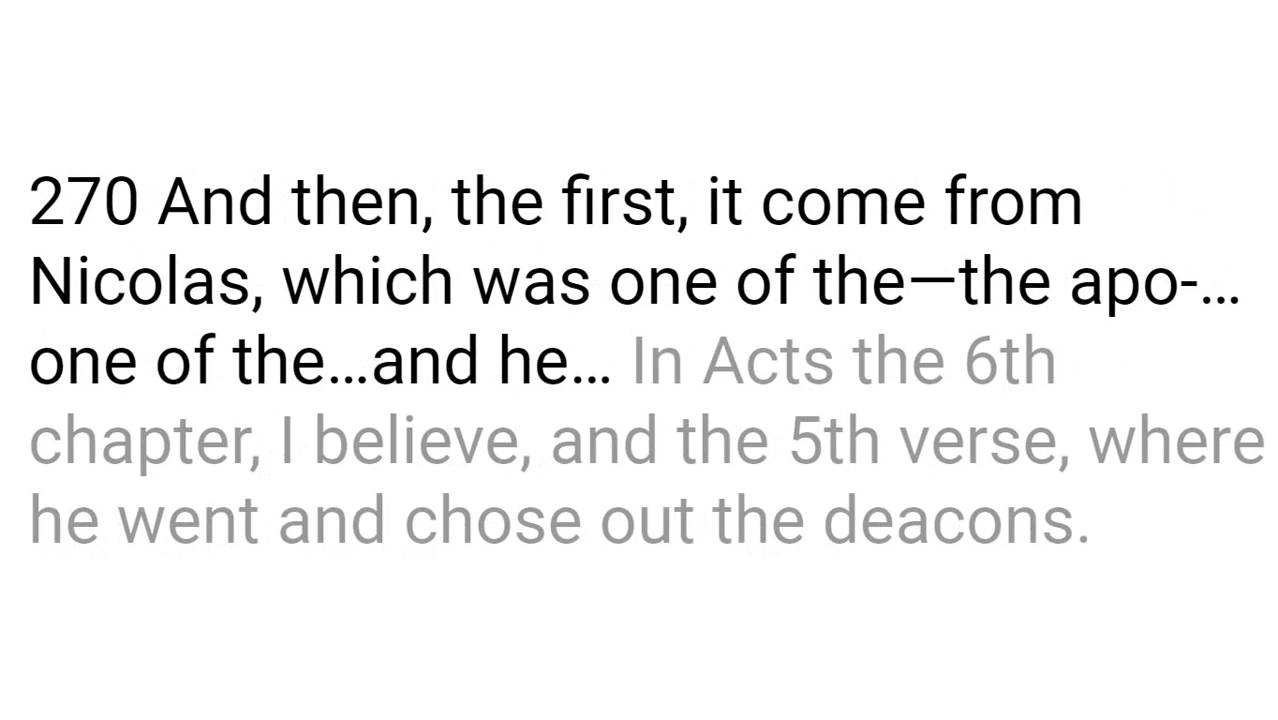 270 And then, the first, it come from
Nicolas, which was one of the—the apo-…
one of the…and he… In Acts the 6th
chapter, I believe, and the 5th verse, where
he went and chose out the deacons.